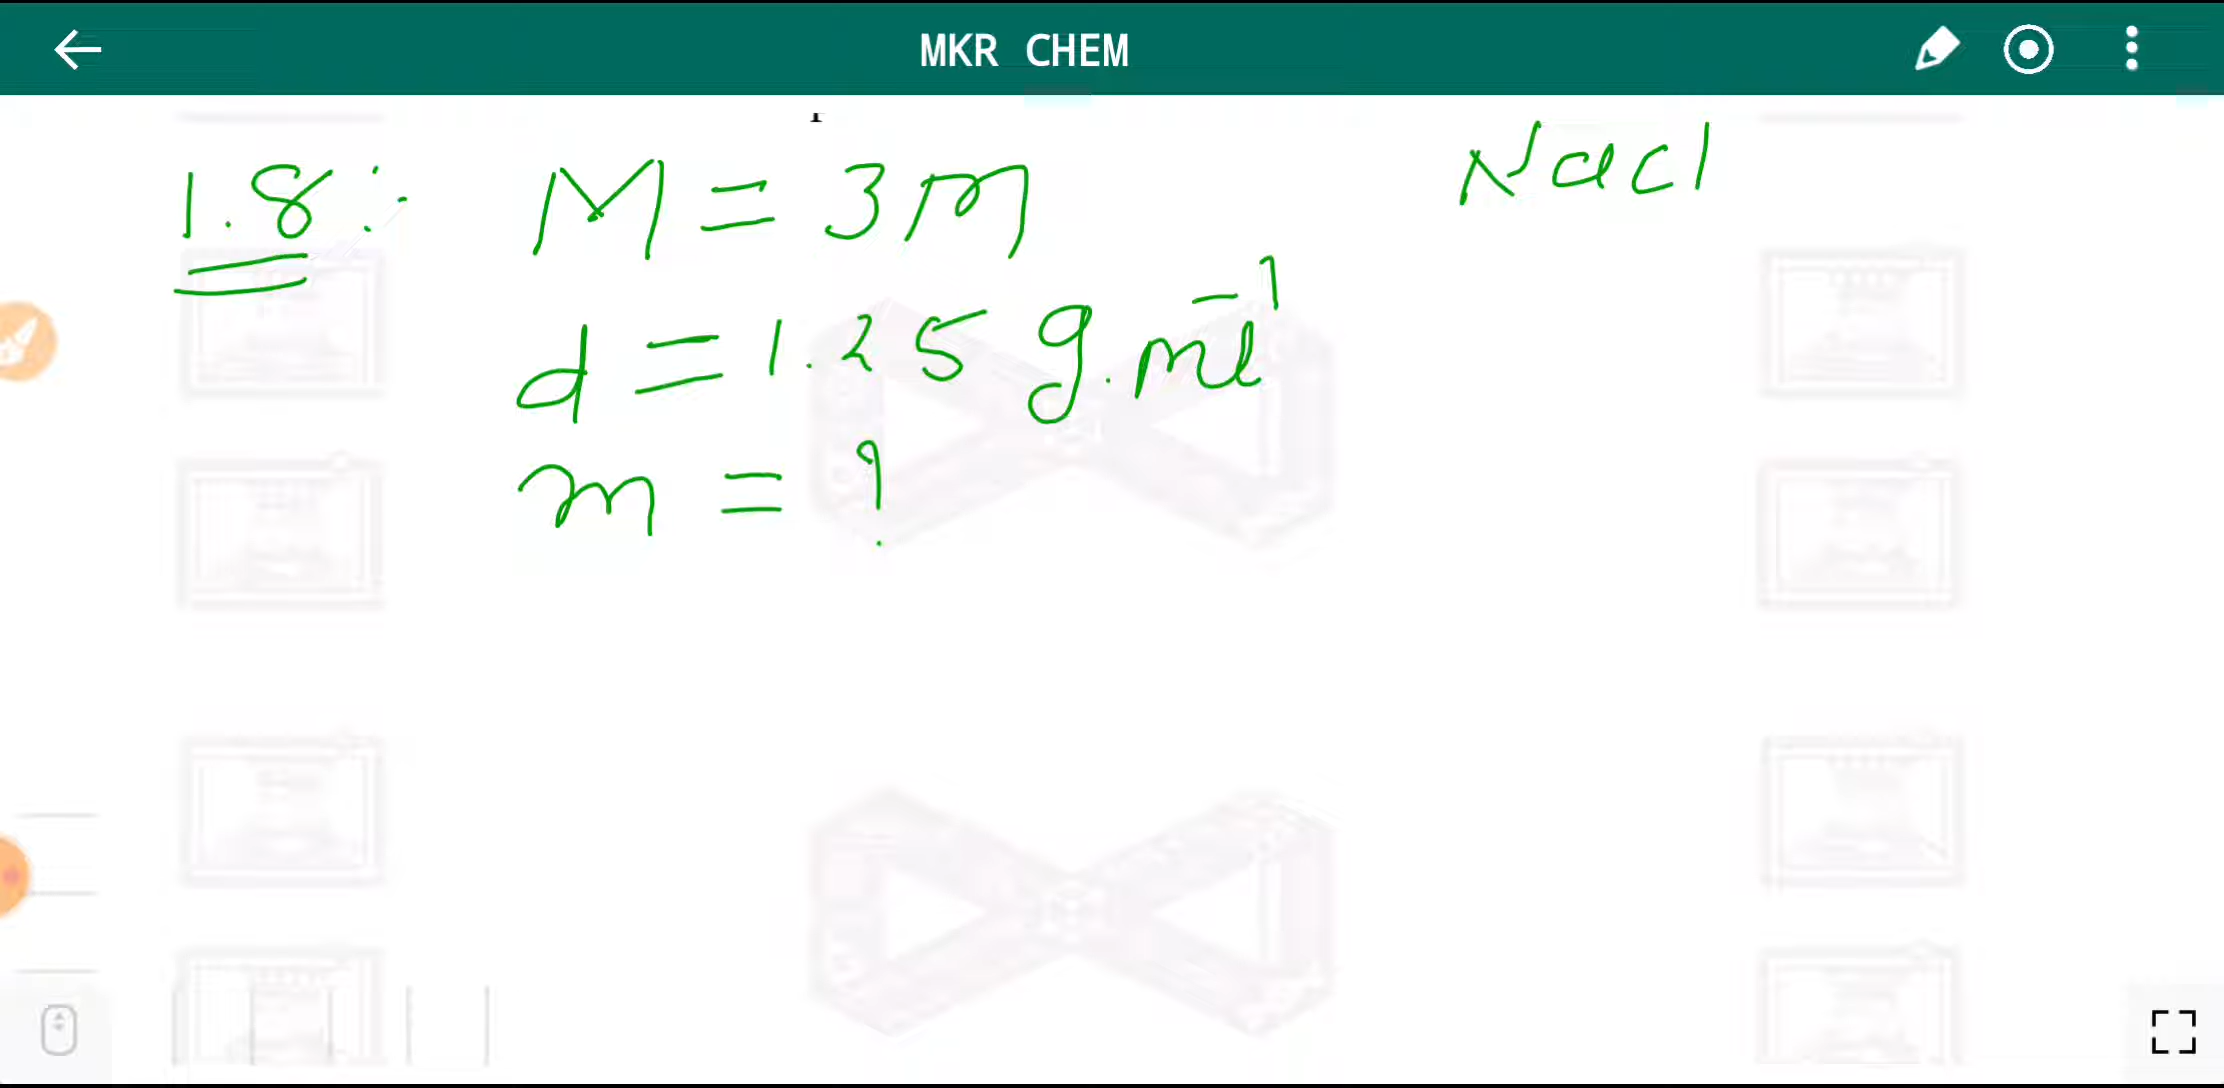 MKR CHEM
1.8: M = 3M NaCl
d = 1.25 g.ml⁻¹
m = ?